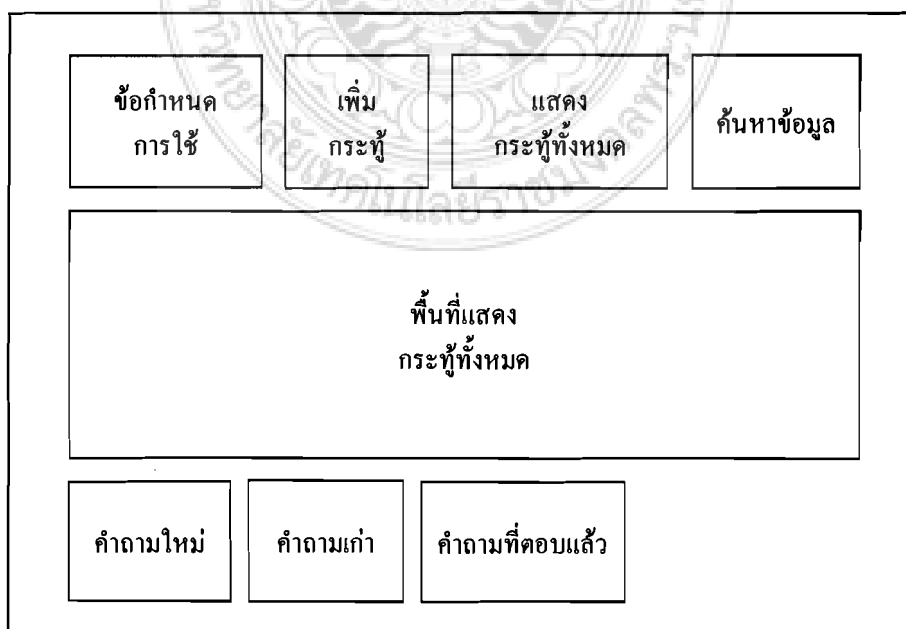 ข้อกำหนด
การใช้
เพิ่ม
กระทู้
แสดง
กระทู้ทั้งหมด
ค้นหาข้อมูล
พื้นที่แสดง
กระทู้ทั้งหมด
คำถามใหม่
คำถามเก่า
คำถามที่ตอบแล้ว